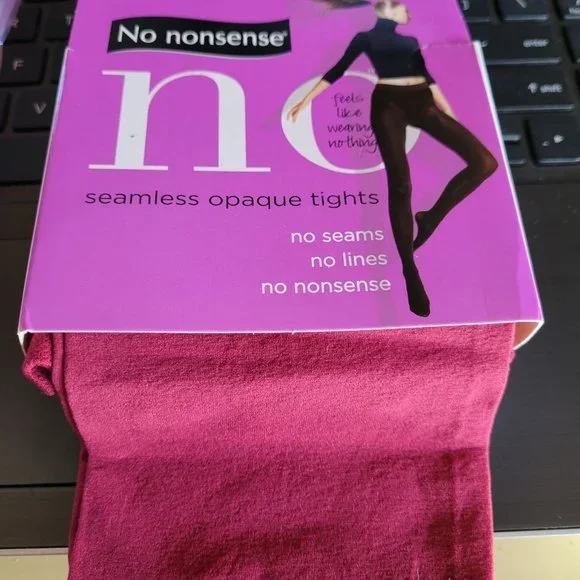 No nonsense®
no
feels
like
wearing
nothing
seamless opaque tights
no seams
no lines
no nonsense